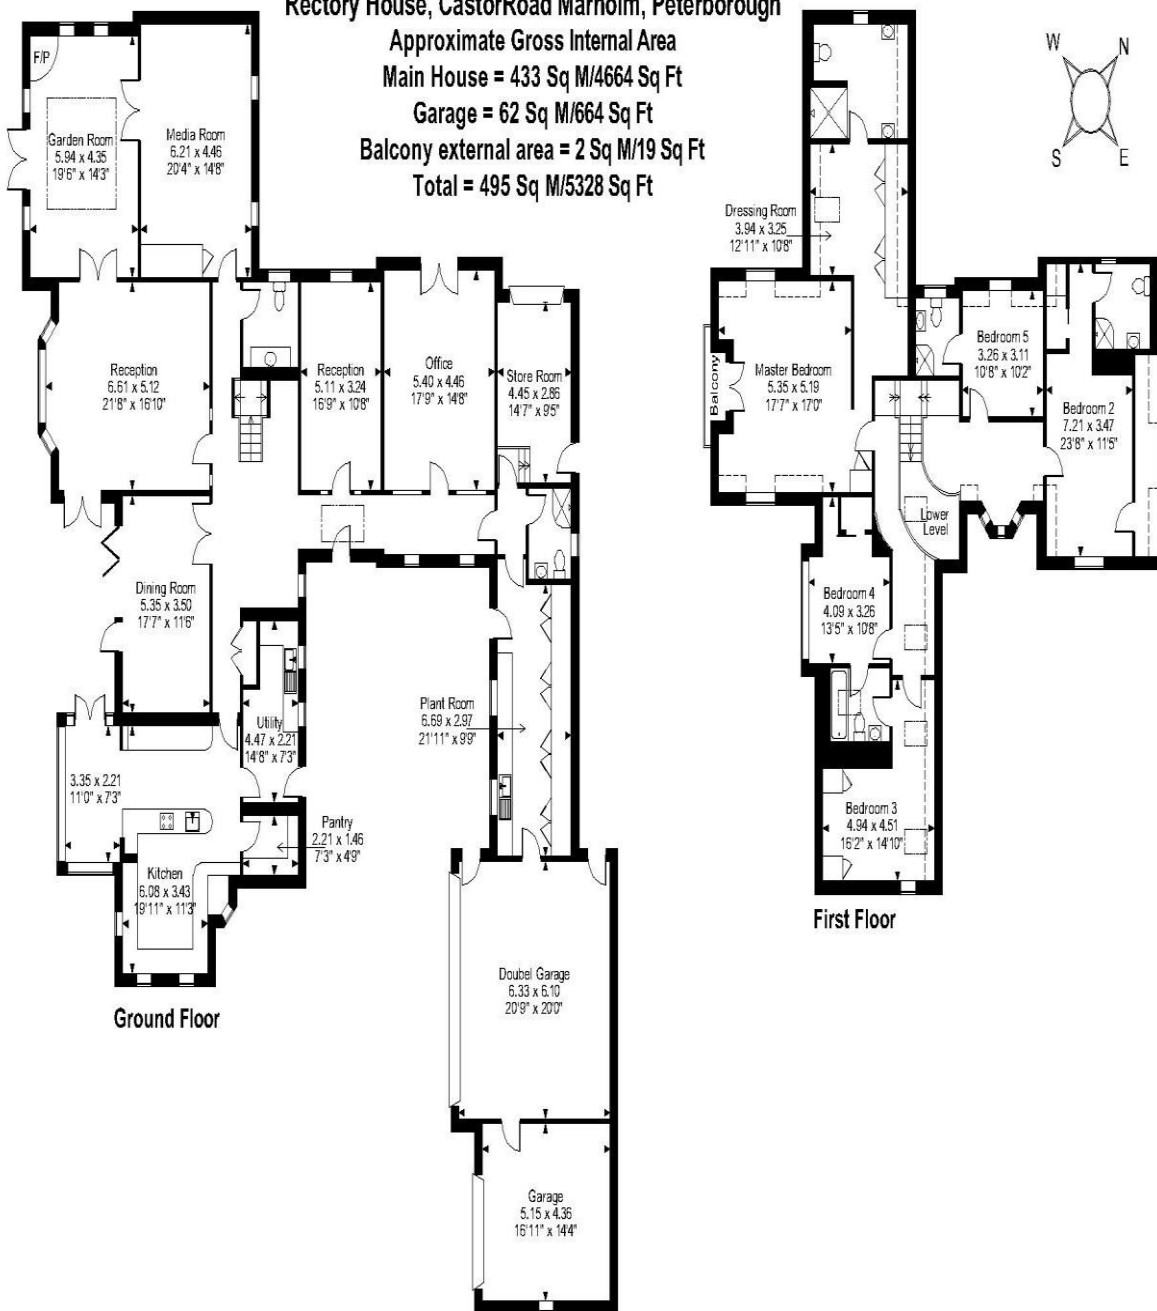 Rectory House, CastorRoad Marholm, Peterborough
Approximate Gross Internal Area
Main House = 433 Sq M/4664 Sq Ft
Garage = 62 Sq M/664 Sq Ft
Balcony external area = 2 Sq M/19 Sq Ft
Total = 495 Sq M/5328 Sq Ft
W
N
S
E
F/P
Garden Room
5.94 x 4.35
19'6" x 14'3"
Media Room
6.21 x 4.46
20'4" x 14'8"
Reception
6.61 x 5.12
21'8" x 16'10"
Reception
5.11 x 3.24
16'9" x 10'8"
Office
5.40 x 4.46
17'9" x 14'8"
Store Room
4.45 x 2.86
14'7" x 9'5"
Dining Room
5.35 x 3.50
17'7" x 11'6"
Utility
4.47 x 2.21
14'8" x 7'3"
Plant Room
6.69 x 2.97
21'11" x 9'9"
3.35 x 2.21
11'0" x 7'3"
Pantry
2.21 x 1.46
7'3" x 4'9"
Kitchen
6.08 x 3.43
19'11" x 11'3"
Doubel Garage
6.33 x 6.10
20'9" x 20'0"
Garage
5.15 x 4.36
16'11" x 14'4"
Ground Floor
Dressing Room
3.94 x 3.25
12'11" x 10'8"
Balcony
Master Bedroom
5.35 x 5.19
17'7" x 17'0"
Bedroom 5
3.26 x 3.11
10'8" x 10'2"
Bedroom 2
7.21 x 3.47
23'8" x 11'5"
Lower
Level
Bedroom 4
4.09 x 3.26
13'5" x 10'8"
Bedroom 3
4.94 x 4.51
16'2" x 14'10"
First Floor